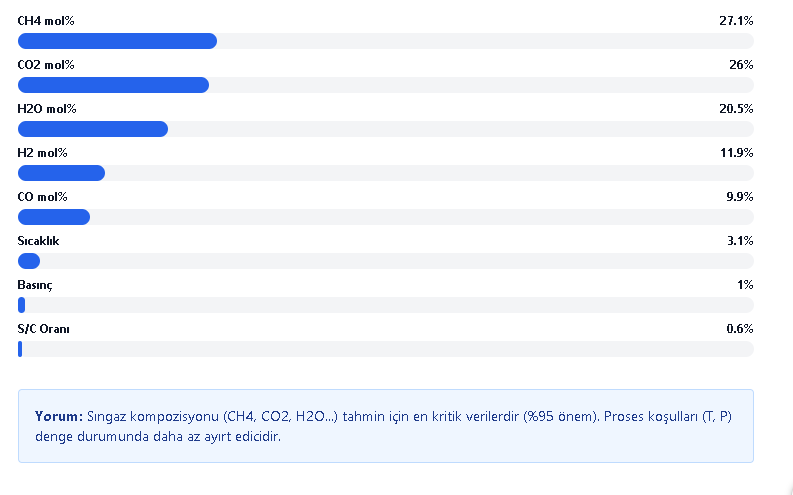 CH4 mol% 27.1%
CO2 mol% 26%
H2O mol% 20.5%
H2 mol% 11.9%
CO mol% 9.9%
Sıcaklık 3.1%
Basınç 1%
S/C Oranı 0.6%
Yorum: Sıngaz kompozisyonu (CH4, CO2, H2O...) tahmin için en kritik verilerdir (%95 önem). Proses koşulları (T, P)
denge durumunda daha az ayırt edicidir.